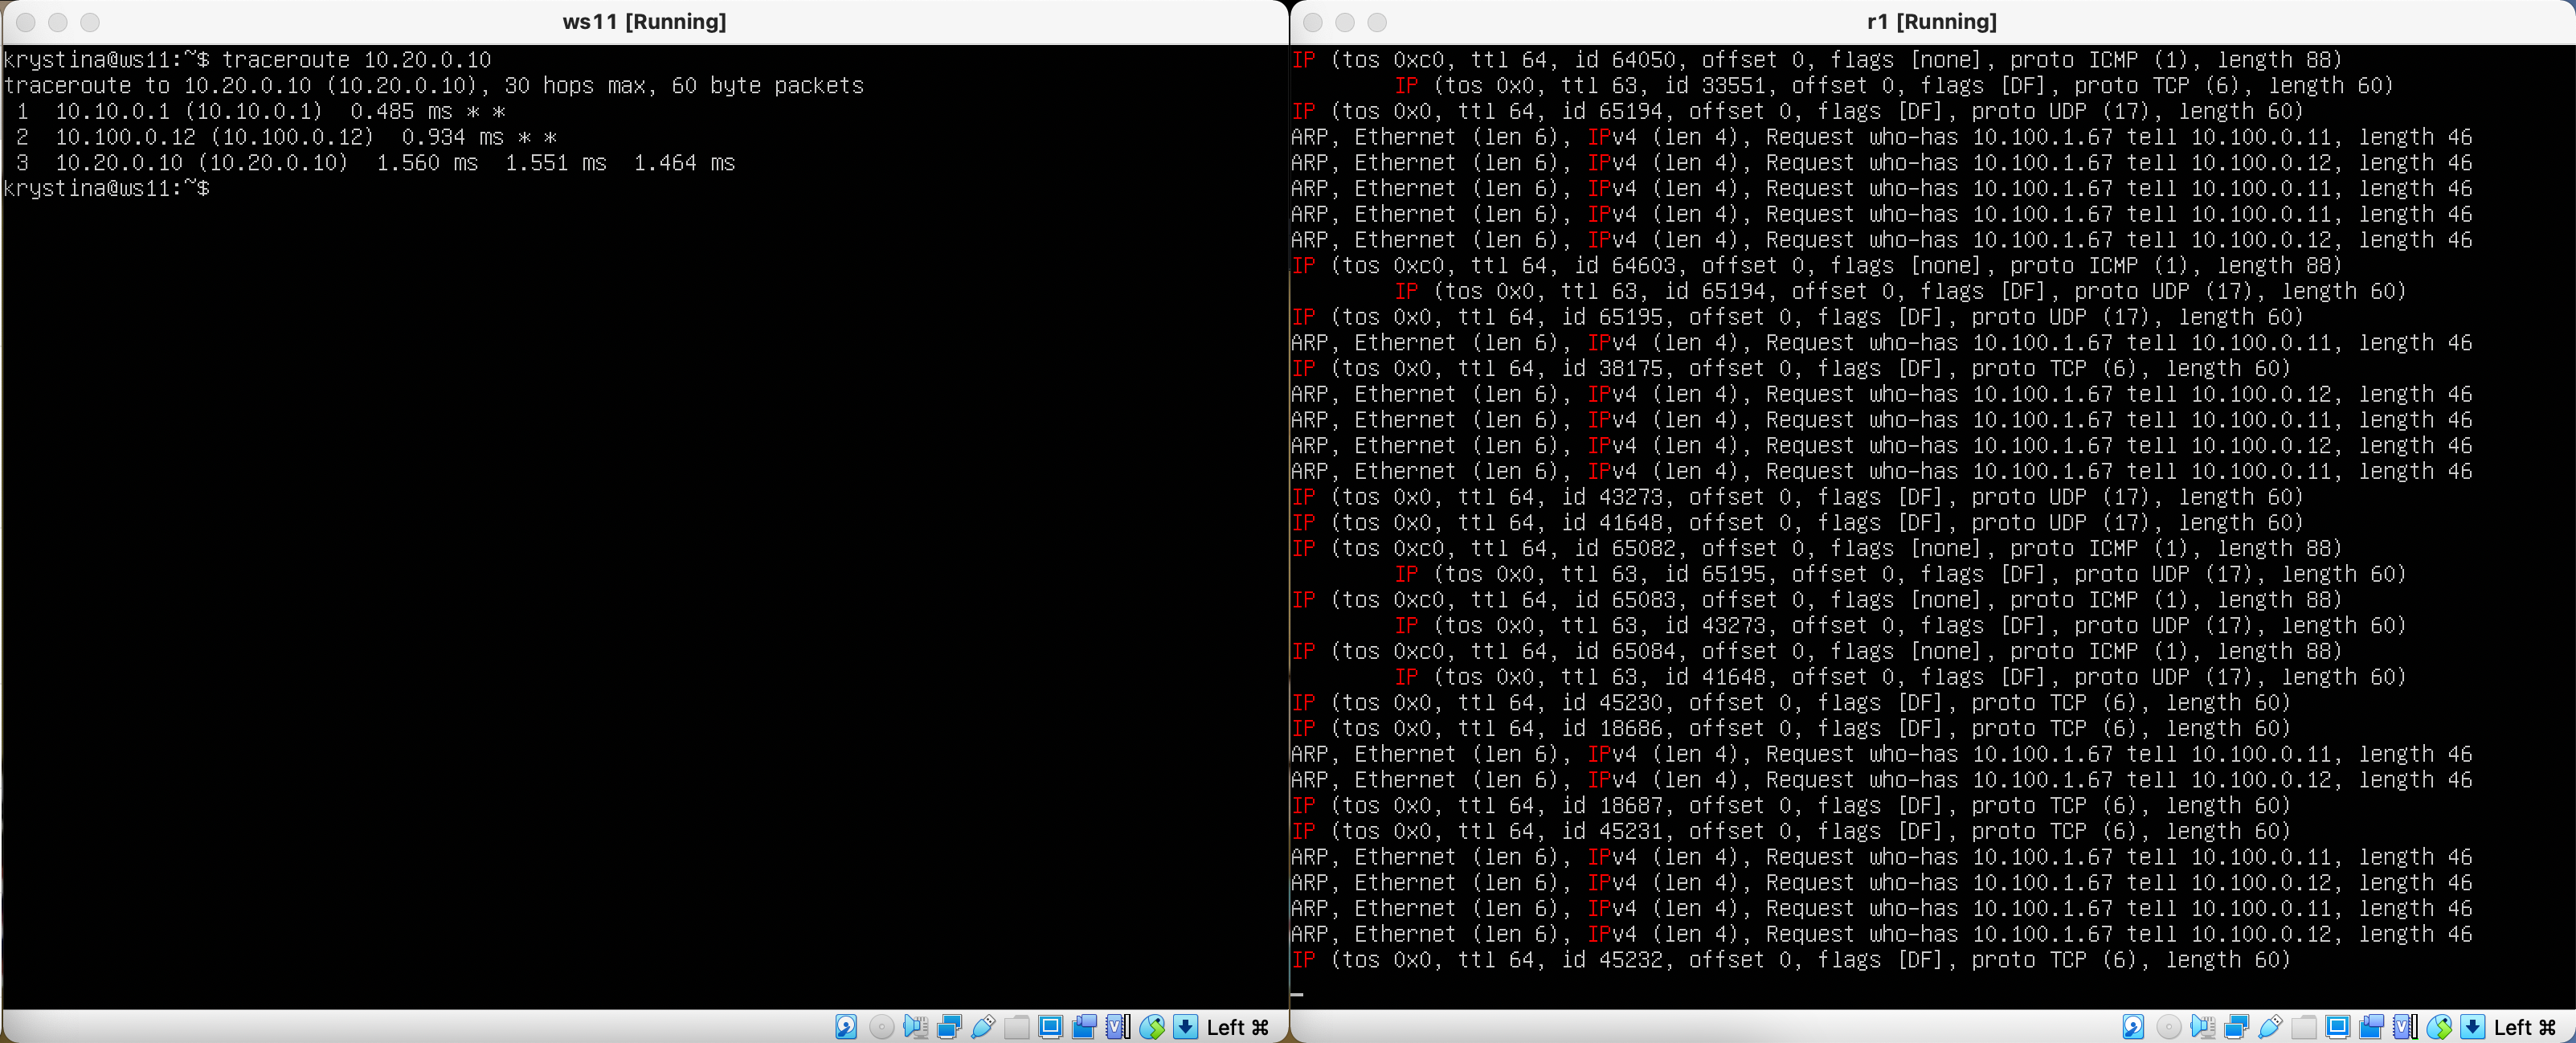 ws11 [Running]
krystina@ws11:~$ traceroute 10.20.0.10
traceroute to 10.20.0.10 (10.20.0.10), 30 hops max, 60 byte packets
1 10.10.0.1 (10.10.0.1) 0.485 ms * *
2 10.100.0.12 (10.100.0.12) 0.934 ms * *
3 10.20.0.10 (10.20.0.10) 1.560 ms 1.551 ms 1.464 ms
krystina@ws11:~$
Left ⌘
r1 [Running]
IP (tos 0xc0, ttl 64, id 64050, offset 0, flags [none], proto ICMP (1), length 88)
IP (tos 0x0, ttl 63, id 33551, offset 0, flags [DF], proto TCP (6), length 60)
IP (tos 0x0, ttl 64, id 65194, offset 0, flags [DF], proto UDP (17), length 60)
ARP, Ethernet (len 6), IPv4 (len 4), Request who-has 10.100.1.67 tell 10.100.0.11, length 46
ARP, Ethernet (len 6), IPv4 (len 4), Request who-has 10.100.1.67 tell 10.100.0.12, length 46
ARP, Ethernet (len 6), IPv4 (len 4), Request who-has 10.100.1.67 tell 10.100.0.11, length 46
ARP, Ethernet (len 6), IPv4 (len 4), Request who-has 10.100.1.67 tell 10.100.0.11, length 46
ARP, Ethernet (len 6), IPv4 (len 4), Request who-has 10.100.1.67 tell 10.100.0.12, length 46
IP (tos 0xc0, ttl 64, id 64603, offset 0, flags [none], proto ICMP (1), length 88)
IP (tos 0x0, ttl 63, id 65194, offset 0, flags [DF], proto UDP (17), length 60)
IP (tos 0x0, ttl 64, id 65195, offset 0, flags [DF], proto UDP (17), length 60)
ARP, Ethernet (len 6), IPv4 (len 4), Request who-has 10.100.1.67 tell 10.100.0.11, length 46
IP (tos 0x0, ttl 64, id 38175, offset 0, flags [DF], proto TCP (6), length 60)
ARP, Ethernet (len 6), IPv4 (len 4), Request who-has 10.100.1.67 tell 10.100.0.12, length 46
ARP, Ethernet (len 6), IPv4 (len 4), Request who-has 10.100.1.67 tell 10.100.0.11, length 46
ARP, Ethernet (len 6), IPv4 (len 4), Request who-has 10.100.1.67 tell 10.100.0.12, length 46
ARP, Ethernet (len 6), IPv4 (len 4), Request who-has 10.100.1.67 tell 10.100.0.11, length 46
IP (tos 0x0, ttl 64, id 43273, offset 0, flags [DF], proto UDP (17), length 60)
IP (tos 0x0, ttl 64, id 41648, offset 0, flags [DF], proto UDP (17), length 60)
IP (tos 0xc0, ttl 64, id 65082, offset 0, flags [none], proto ICMP (1), length 88)
IP (tos 0x0, ttl 63, id 65195, offset 0, flags [DF], proto UDP (17), length 60)
IP (tos 0xc0, ttl 64, id 65083, offset 0, flags [none], proto ICMP (1), length 88)
IP (tos 0x0, ttl 63, id 43273, offset 0, flags [DF], proto UDP (17), length 60)
IP (tos 0xc0, ttl 64, id 65084, offset 0, flags [none], proto ICMP (1), length 88)
IP (tos 0x0, ttl 63, id 41648, offset 0, flags [DF], proto UDP (17), length 60)
IP (tos 0x0, ttl 64, id 45230, offset 0, flags [DF], proto TCP (6), length 60)
IP (tos 0x0, ttl 64, id 18686, offset 0, flags [DF], proto TCP (6), length 60)
ARP, Ethernet (len 6), IPv4 (len 4), Request who-has 10.100.1.67 tell 10.100.0.11, length 46
ARP, Ethernet (len 6), IPv4 (len 4), Request who-has 10.100.1.67 tell 10.100.0.12, length 46
IP (tos 0x0, ttl 64, id 18687, offset 0, flags [DF], proto TCP (6), length 60)
IP (tos 0x0, ttl 64, id 45231, offset 0, flags [DF], proto TCP (6), length 60)
ARP, Ethernet (len 6), IPv4 (len 4), Request who-has 10.100.1.67 tell 10.100.0.11, length 46
ARP, Ethernet (len 6), IPv4 (len 4), Request who-has 10.100.1.67 tell 10.100.0.12, length 46
ARP, Ethernet (len 6), IPv4 (len 4), Request who-has 10.100.1.67 tell 10.100.0.11, length 46
ARP, Ethernet (len 6), IPv4 (len 4), Request who-has 10.100.1.67 tell 10.100.0.12, length 46
IP (tos 0x0, ttl 64, id 45232, offset 0, flags [DF], proto TCP (6), length 60)
Left ⌘